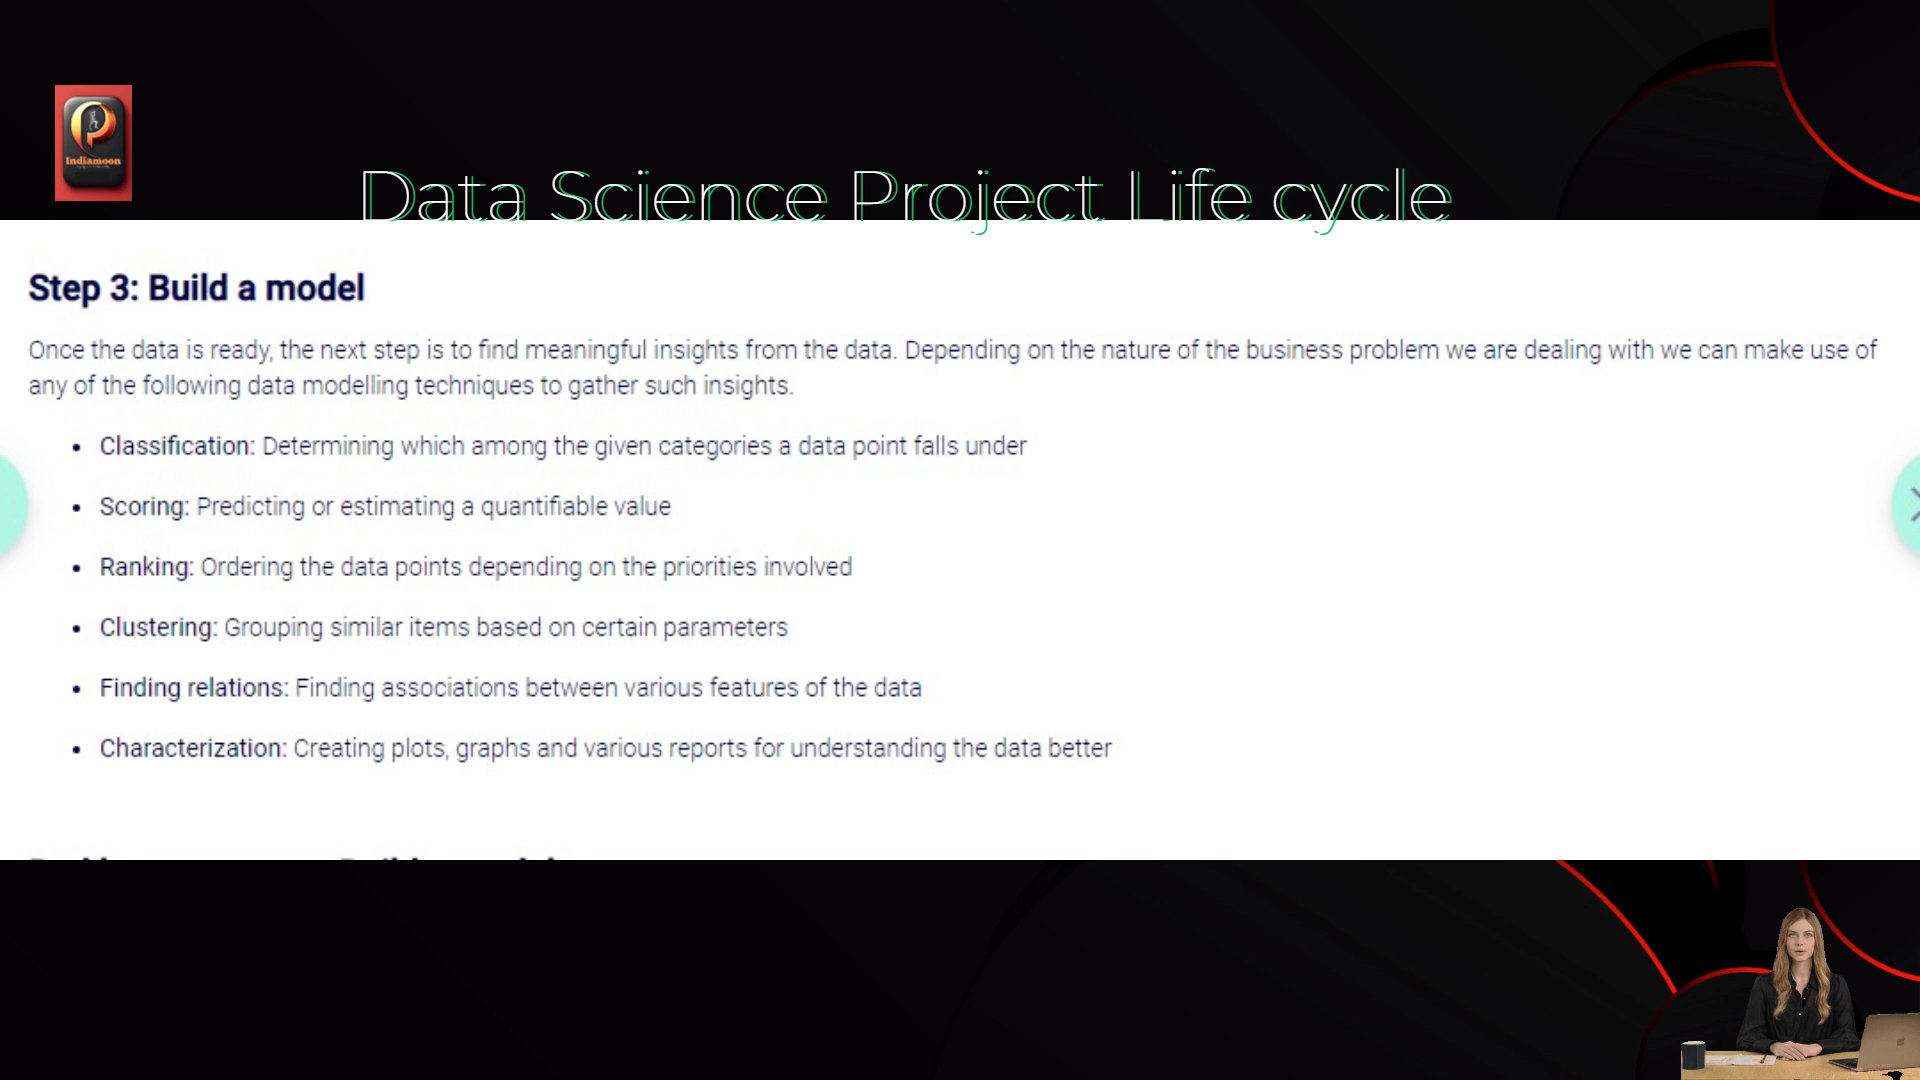 Indiamoon
Data Science Project Life cycle
Step 3: Build a model
Once the data is ready, the next step is to find meaningful insights from the data. Depending on the nature of the business problem we are dealing with we can make use of
any of the following data modelling techniques to gather such insights.
• Classification: Determining which among the given categories a data point falls under
• Scoring: Predicting or estimating a quantifiable value
• Ranking: Ordering the data points depending on the priorities involved
• Clustering: Grouping similar items based on certain parameters
• Finding relations: Finding associations between various features of the data
• Characterization: Creating plots, graphs and various reports for understanding the data better